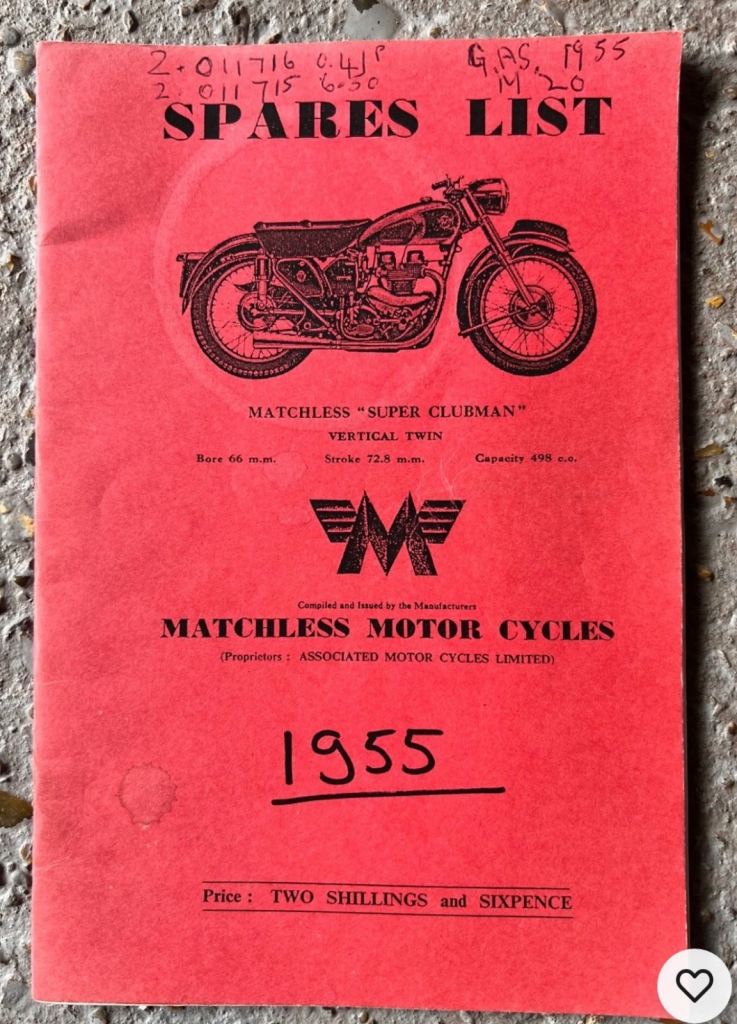 2. 011716 0.41P G.A.S. 1955
2. 011715 6.50 M 20
SPARES LIST
MATCHLESS "SUPER CLUBMAN"
VERTICAL TWIN
Bore 66 m.m. Stroke 72.8 m.m. Capacity 498 c.c.
M
Compiled and Issued by the Manufacturers
MATCHLESS MOTOR CYCLES
(Proprietors : ASSOCIATED MOTOR CYCLES LIMITED)
1955
Price : TWO SHILLINGS and SIXPENCE